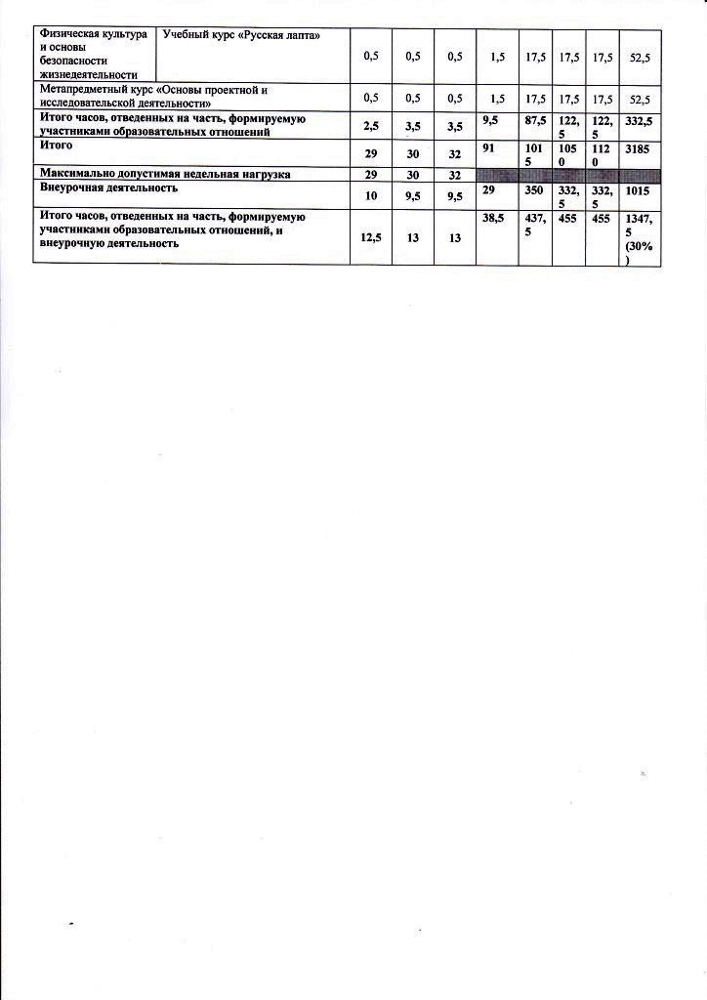 Физическая культура
и основы
безопасности
жизнедеятельности
Учебный курс «Русская лапта»
0,5 0,5 0,5 1,5 17,5 17,5 17,5 52,5
Метапредметный курс «Основы проектной и
исследовательской деятельности»
0,5 0,5 0,5 1,5 17,5 17,5 17,5 52,5
Итого часов, отведенных на часть, формируемую
участниками образовательных отношений
2,5 3,5 3,5 9,5 87,5 122,
5 122,
5 332,5
Итого
29 30 32 91 101
5 105
0 112
0 3185
Максимально допустимая недельная нагрузка
29 30 32
Внеурочная деятельность
10 9,5 9,5 29 350 332,
5 332,
5 1015
Итого часов, отведенных на часть, формируемую
участниками образовательных отношений, и
внеурочную деятельность
12,5 13 13 38,5 437,
5 455 455 1347,
5
(30%
)